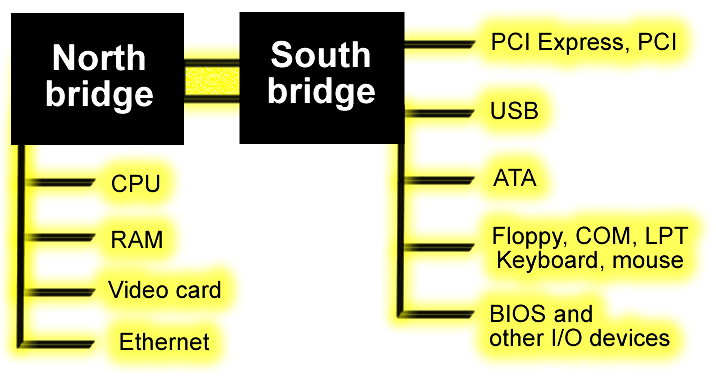 North
bridge
South
bridge
CPU
RAM
Video card
Ethernet
PCI Express, PCI
USB
ATA
Floppy, COM, LPT
Keyboard, mouse
BIOS and
other I/O devices